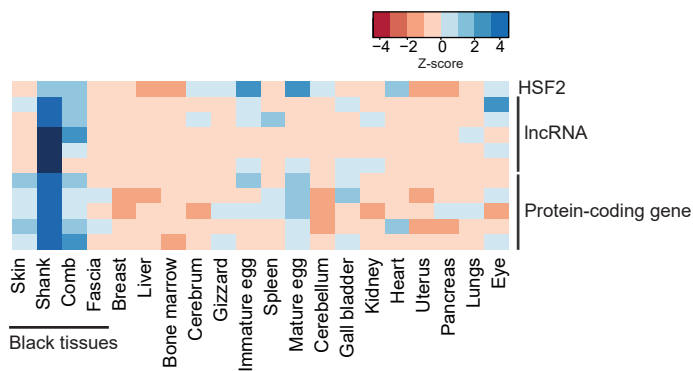 −4 −2 0 2 4
Z-score
HSF2
lncRNA
Protein-coding gene
Skin
Shank
Comb
Fascia
Breast
Liver
Bone marrow
Cerebrum
Gizzard
Immature egg
Spleen
Mature egg
Cerebellum
Gall bladder
Kidney
Heart
Uterus
Pancreas
Lungs
Eye
Black tissues